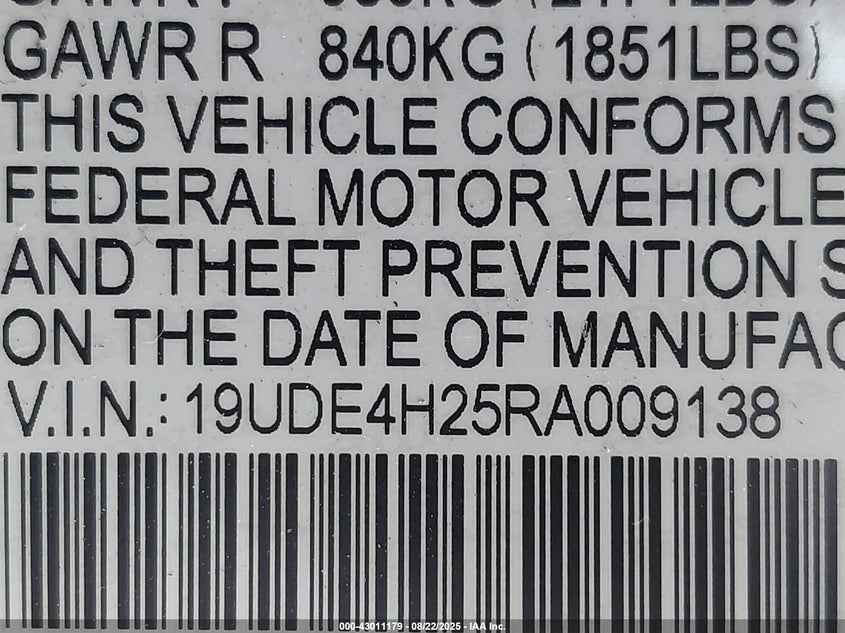 GAWR R 840KG (1851LBS)
THIS VEHICLE CONFORMS
FEDERAL MOTOR VEHICLE
AND THEFT PREVENTION S
ON THE DATE OF MANUFAC
V.I.N.: 19UDE4H25RA009138
000-43011179 - 08/22/2025 - IAA Inc.